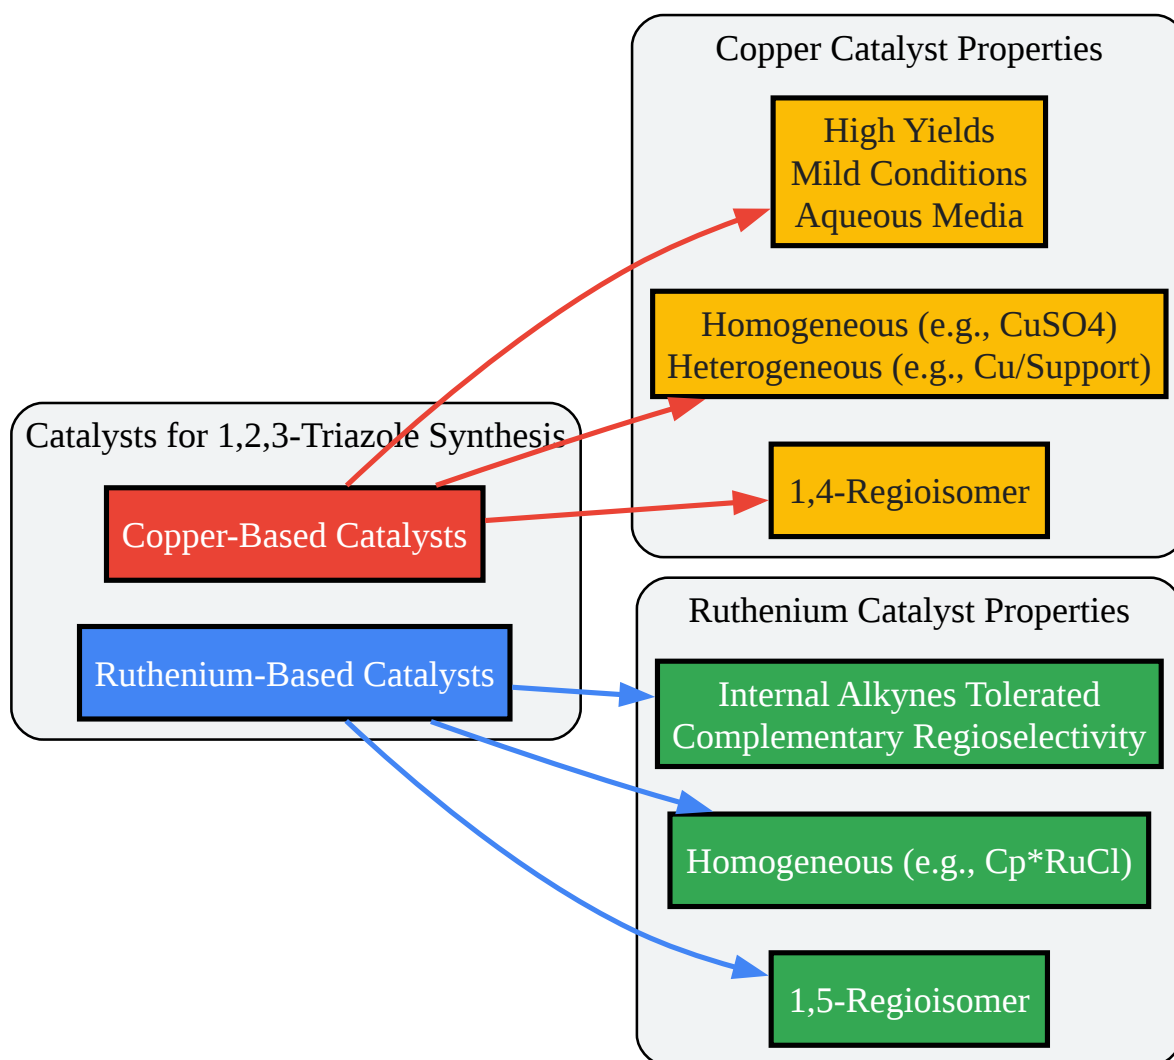 Copper Catalyst Properties
High Yields
Mild Conditions
Aqueous Media
Homogeneous (e.g., CuSO4)
Heterogeneous (e.g., Cu/Support)
1,4-Regioisomer
Catalysts for 1,2,3-Triazole Synthesis
Copper-Based Catalysts
Ruthenium-Based Catalysts
Ruthenium Catalyst Properties
Internal Alkynes Tolerated
Complementary Regioselectivity
Homogeneous (e.g., Cp*RuCl)
1,5-Regioisomer